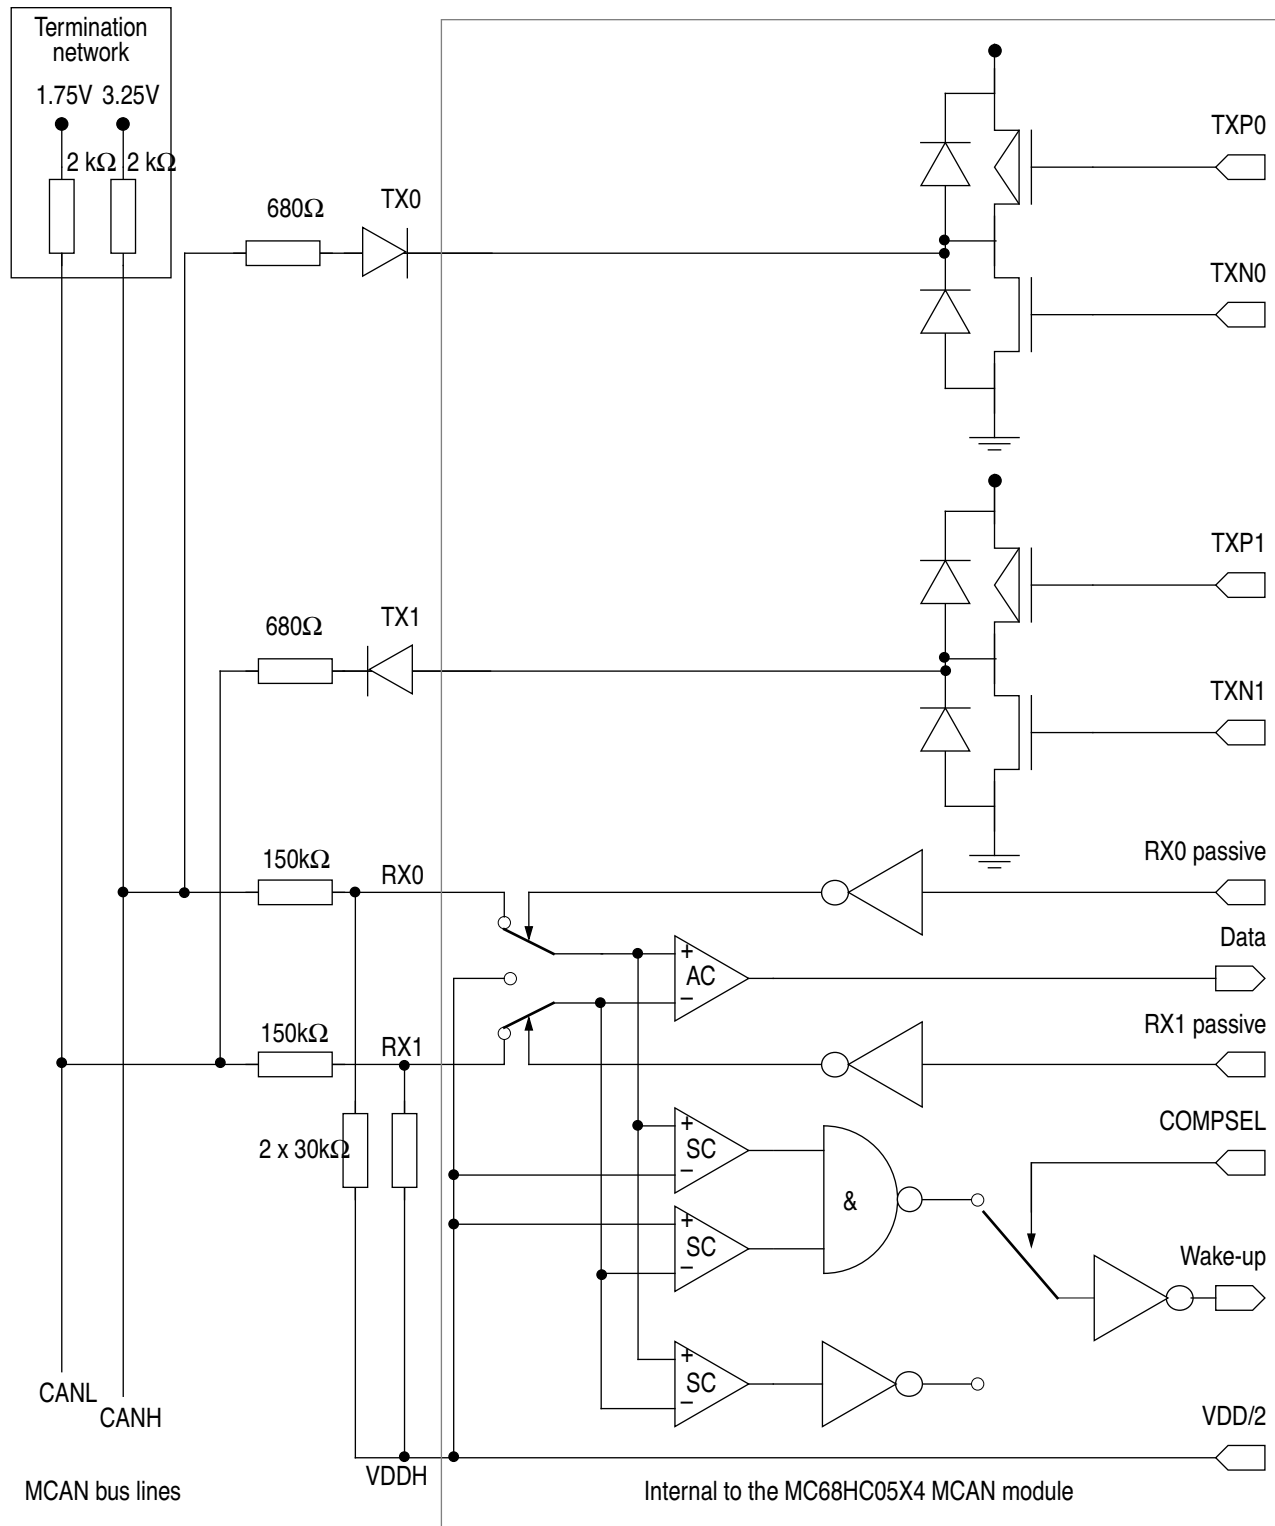 Termination
network
1.75V 3.25V
2 kΩ 2 kΩ
TXP0
680Ω
TX0
TXN0
TXP1
680Ω
TX1
TXN1
RX0 passive
150kΩ
RX0
Data
+
AC
−
RX1 passive
150kΩ
RX1
COMPSEL
+
SC
−
2 x 30kΩ
&
+
SC
−
Wake-up
+
SC
−
CANL
CANH
VDD/2
VDDH
MCAN bus lines
Internal to the MC68HC05X4 MCAN module